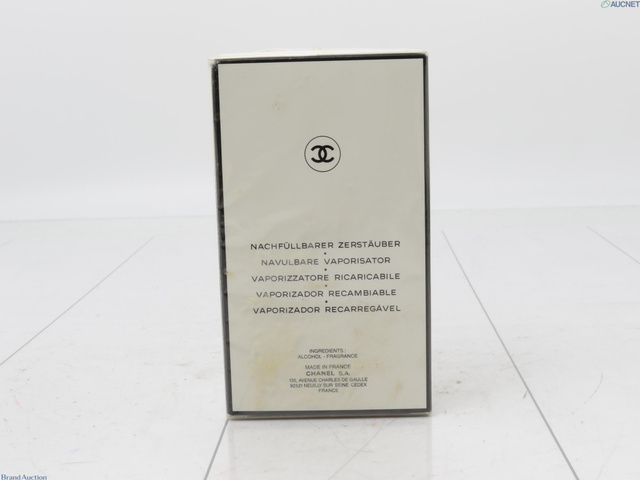 AUCNET
NACHFÜLLBARER ZERSTÄUBER
•
NAVULBARE VAPORISATOR
•
VAPORIZZATORE RICARICABILE
•
VAPORIZADOR RECAMBIABLE
•
VAPORIZADOR RECARREGÁVEL
INGREDIENTS :
ALCOHOL - FRAGRANCE
MADE IN FRANCE
CHANEL S.A.
135, AVENUE CHARLES DE GAULLE
92521 NEUILLY SUR SEINE CEDEX
FRANCE
Brand Auction